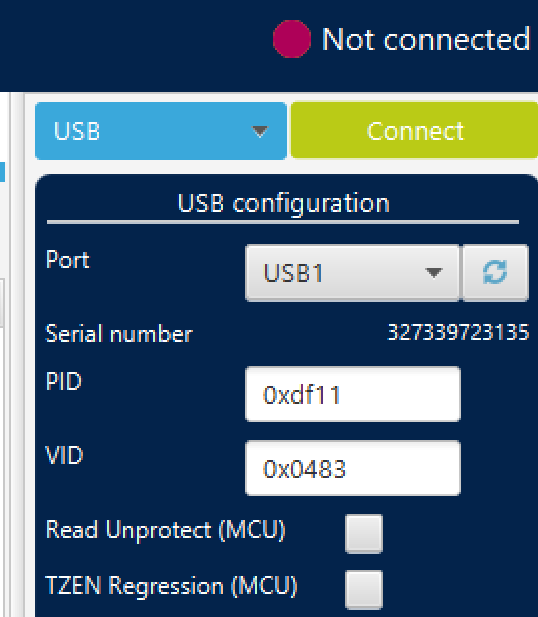 Not connected
USB Connect
USB configuration
Port USB1
Serial number 327339723135
PID 0xdf11
VID 0x0483
Read Unprotect (MCU)
TZEN Regression (MCU)